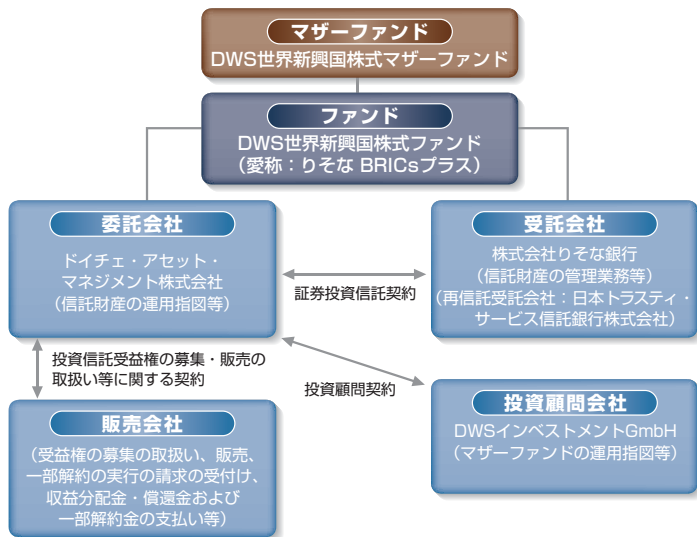 マザーファンド
DWS世界新興国株式マザーファンド
ファンド
DWS世界新興国株式ファンド
（愛称：りそな BRICsプラス）
委託会社
ドイチェ・アセット・
マネジメント株式会社
（信託財産の運用指図等）
証券投資信託契約
受託会社
株式会社りそな銀行
（信託財産の管理業務等）
（再信託受託会社：日本トラスティ・
サービス信託銀行株式会社）
投資信託受益権の募集・販売の
取扱い等に関する契約
投資顧問契約
販売会社
（受益権の募集の取扱い、販売、
一部解約の実行の請求の受付け、
収益分配金・償還金および
一部解約金の支払い等）
投資顧問会社
DWSインベストメントGmbH
（マザーファンドの運用指図等）